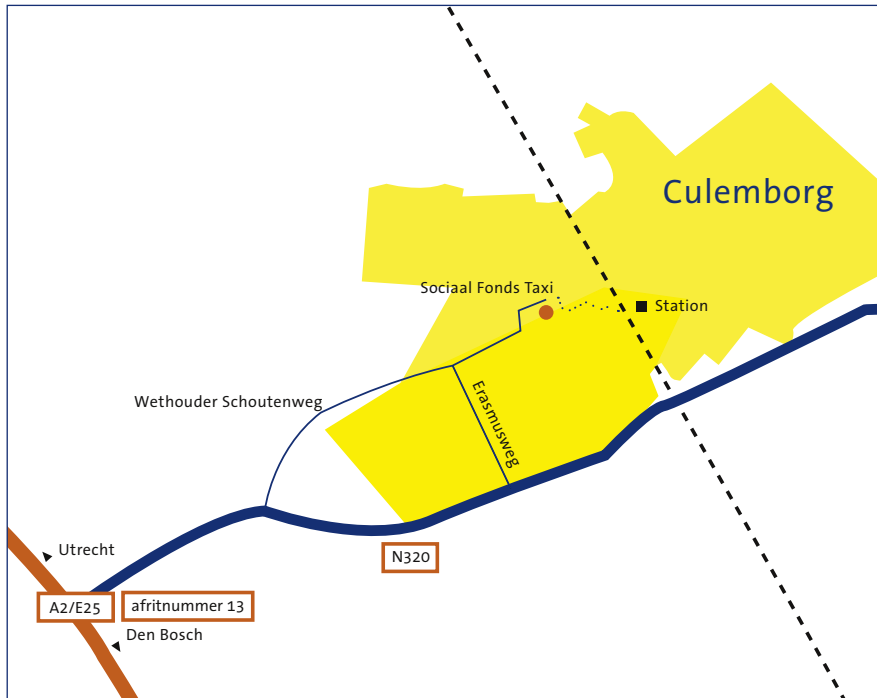 Culemborg
Sociaal Fonds Taxi
Station
Wethouder Schoutenweg
Erasmusweg
N320
Utrecht
A2/E25
afritnummer 13
Den Bosch